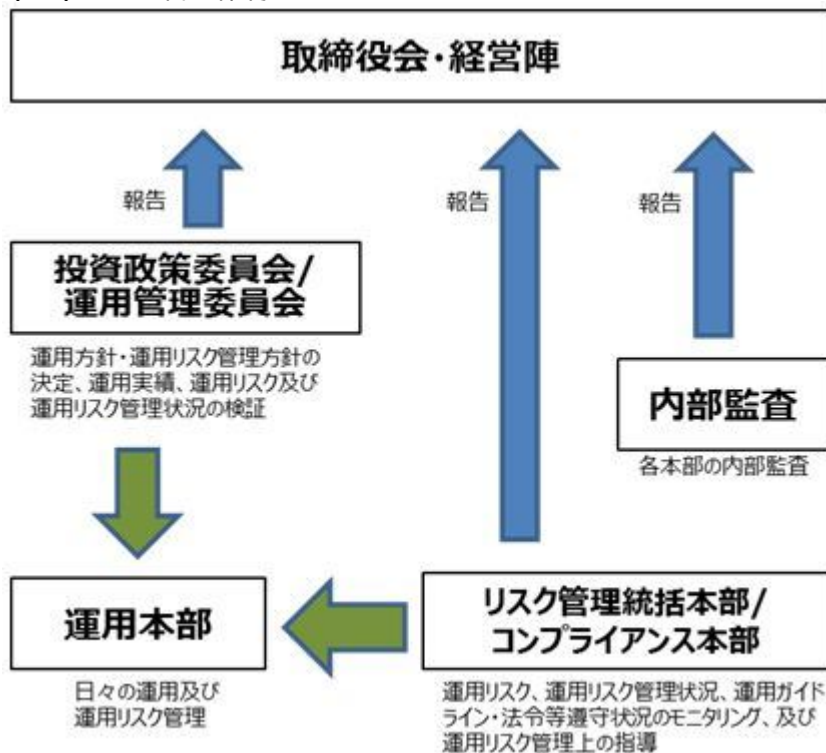 取締役会・経営陣
報告
報告
報告
投資政策委員会/
運用管理委員会
運用方針・運用リスク管理方針の
決定、運用実績、運用リスク及び
運用リスク管理状況の検証
内部監査
各本部の内部監査
運用本部
日々の運用及び
運用リスク管理
リスク管理統括本部/
コンプライアンス本部
運用リスク、運用リスク管理状況、運用ガイド
ライン・法令等遵守状況のモニタリング、及び
運用リスク管理上の指導